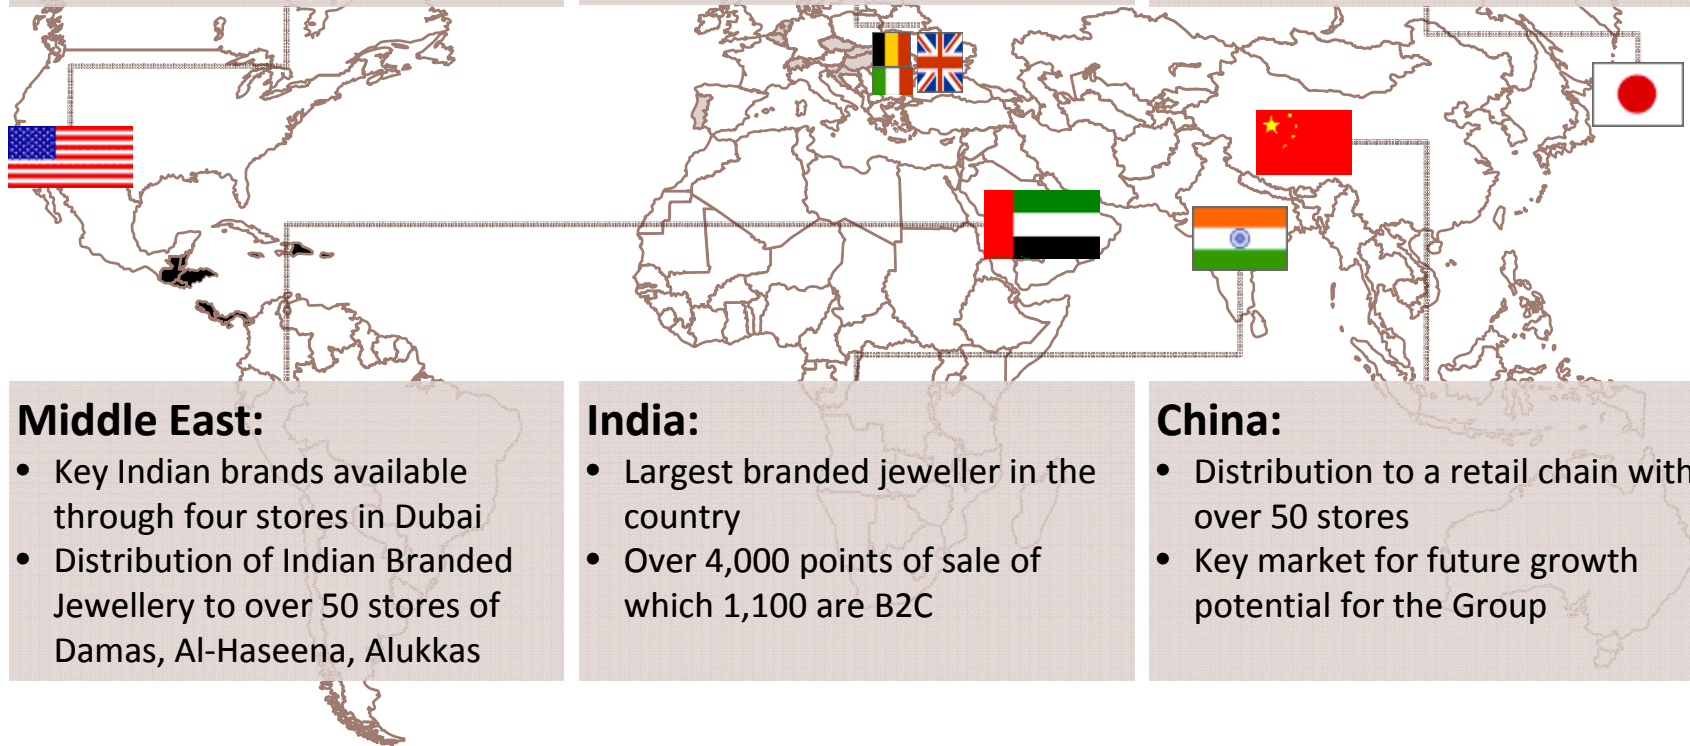 Middle East:
• Key Indian brands available
through four stores in Dubai
• Distribution of Indian Branded
Jewellery to over 50 stores of
Damas, Al-Haseena, Alukkas
India:
• Largest branded jeweller in the
country
• Over 4,000 points of sale of
which 1,100 are B2C
China:
• Distribution to a retail chain with
over 50 stores
• Key market for future growth
potential for the Group